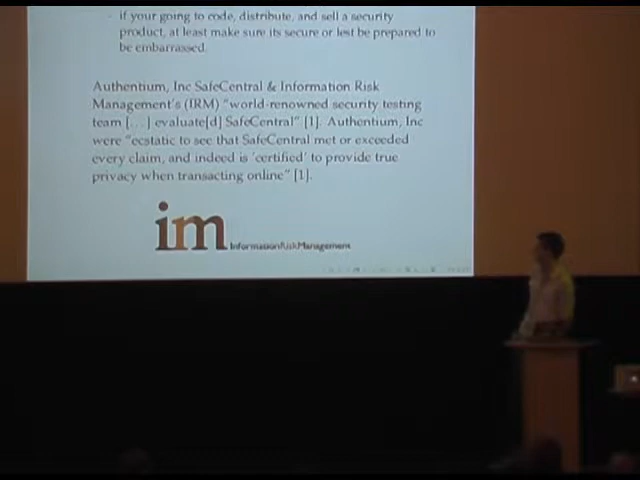 - if your going to code, distribute, and sell a security
product, at least make sure its secure or lest be prepared to
be embarrassed.
Authentium, Inc SafeCentral & Information Risk
Management's (IRM) "world-renowned security testing
team [...] evaluate[d] SafeCentral" [1]. Authentium, Inc
were "ecstatic to see that SafeCentral met or exceeded
every claim, and indeed is 'certified' to provide true
privacy when transacting online" [1].
im InformationRiskManagement